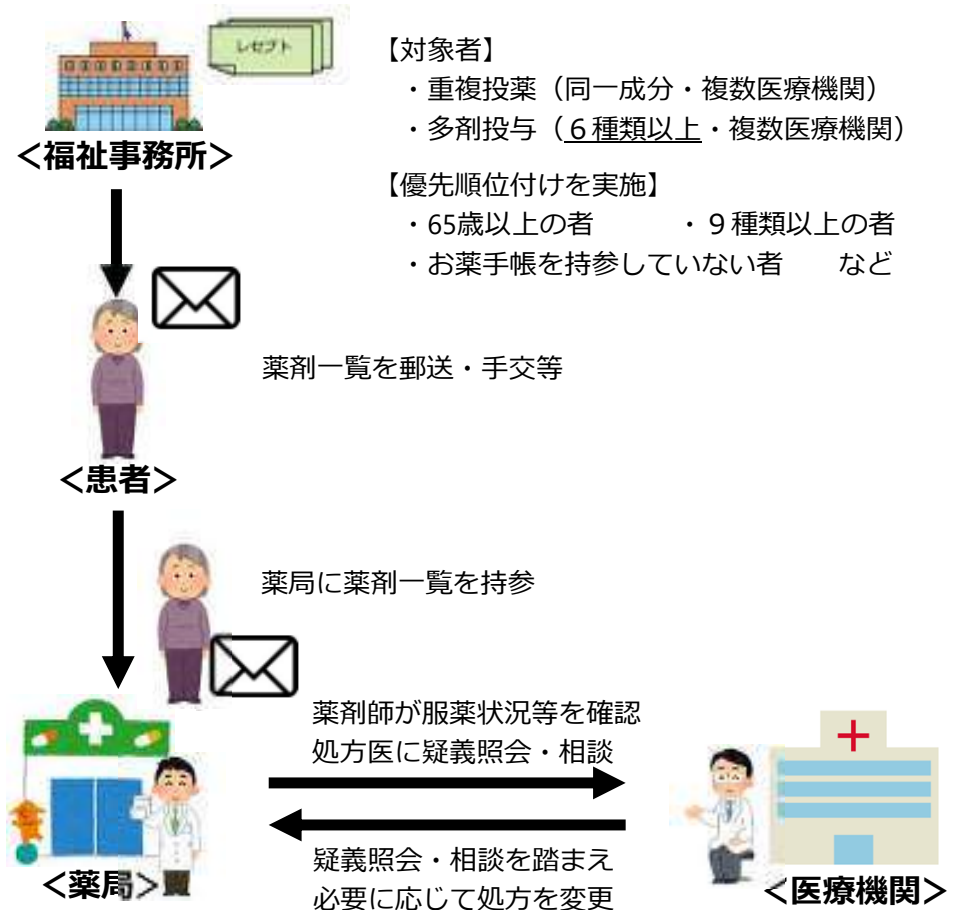 レセプト
【対象者】
・重複投薬（同一成分・複数医療機関）
・多剤投与（６種類以上・複数医療機関）
＜福祉事務所＞
【優先順位付けを実施】
・65歳以上の者　　　・９種類以上の者
・お薬手帳を持参していない者　　など
薬剤一覧を郵送・手交等
＜患者＞
薬局に薬剤一覧を持参
薬剤師が服薬状況等を確認
処方医に疑義照会・相談
疑義照会・相談を踏まえ
必要に応じて処方を変更
＜薬局＞
＜医療機関＞